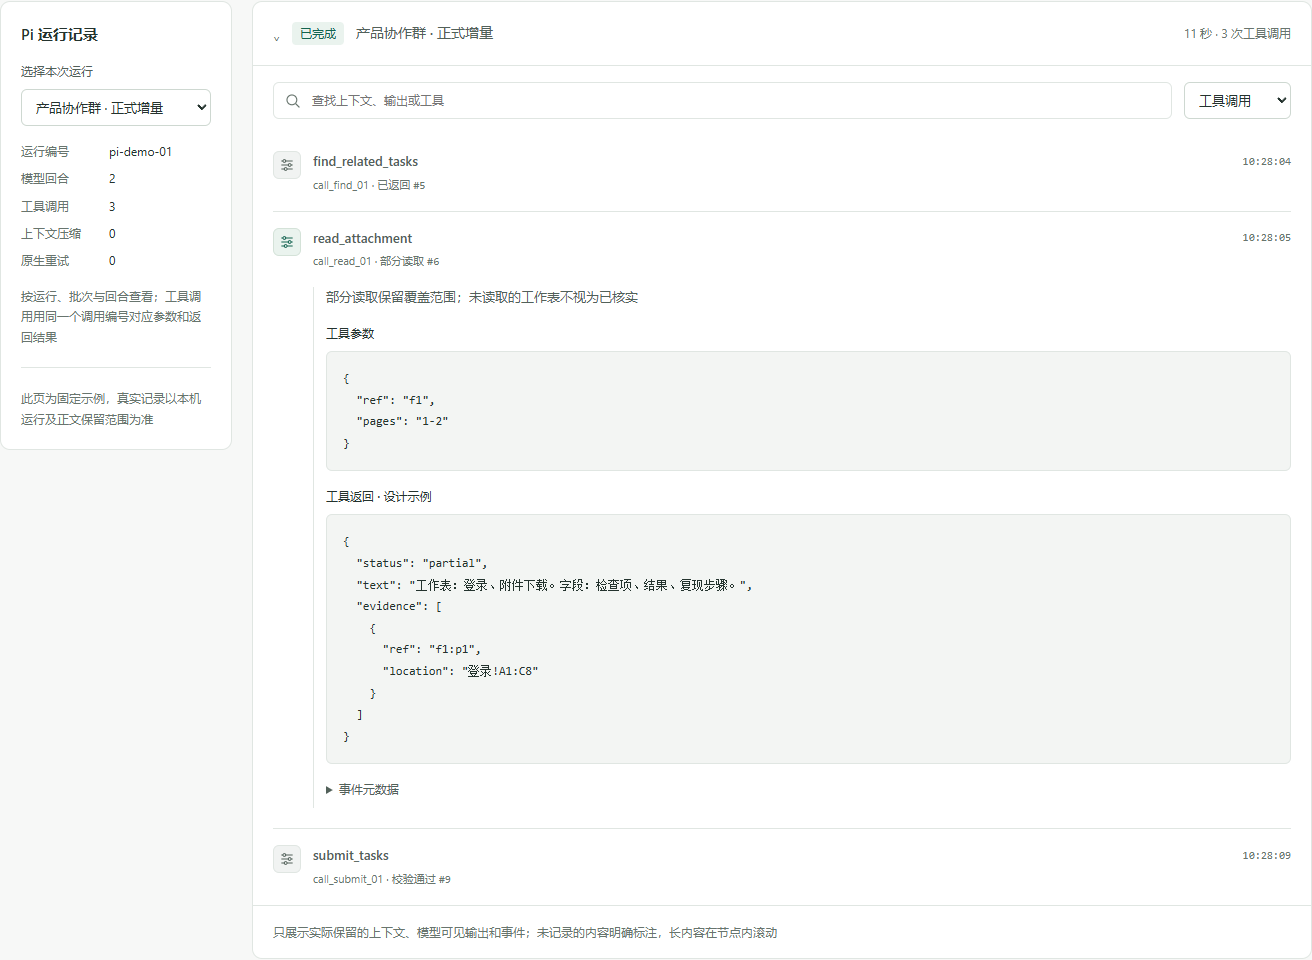 Pi 运行记录
选择本次运行
产品协作群 · 正式增量
运行编号 pi-demo-01
模型回合 2
工具调用 3
上下文压缩 0
原生重试 0
按运行、批次与回合查看；工具调
用用同一个调用编号对应参数和返
回结果
此页为固定示例，真实记录以本机
运行及正文保留范围为准
已完成 产品协作群 · 正式增量 11 秒 · 3 次工具调用
查找上下文、输出或工具 工具调用
find_related_tasks 10:28:04
call_find_01 · 已返回 #5
read_attachment 10:28:05
call_read_01 · 部分读取 #6
部分读取保留覆盖范围；未读取的工作表不视为已核实
工具参数
{
  "ref": "f1",
  "pages": "1-2"
}
工具返回 · 设计示例
{
  "status": "partial",
  "text": "工作表：登录、附件下载。字段：检查项、结果、复现步骤。",
  "evidence": [
    {
      "ref": "f1:p1",
      "location": "登录!A1:C8"
    }
  ]
}
事件元数据
submit_tasks 10:28:09
call_submit_01 · 校验通过 #9
只展示实际保留的上下文、模型可见输出和事件；未记录的内容明确标注，长内容在节点内滚动